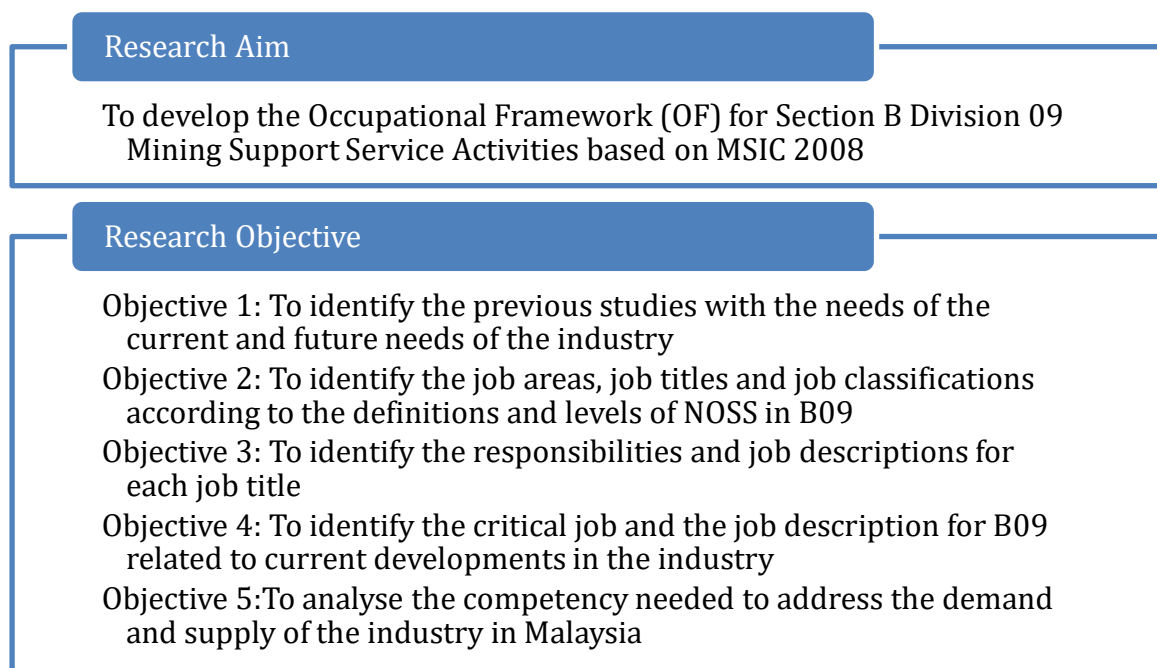 Research Aim
To develop the Occupational Framework (OF) for Section B Division 09
Mining Support Service Activities based on MSIC 2008
Research Objective
Objective 1: To identify the previous studies with the needs of the
current and future needs of the industry
Objective 2: To identify the job areas, job titles and job classifications
according to the definitions and levels of NOSS in B09
Objective 3: To identify the responsibilities and job descriptions for
each job title
Objective 4: To identify the critical job and the job description for B09
related to current developments in the industry
Objective 5:To analyse the competency needed to address the demand
and supply of the industry in Malaysia